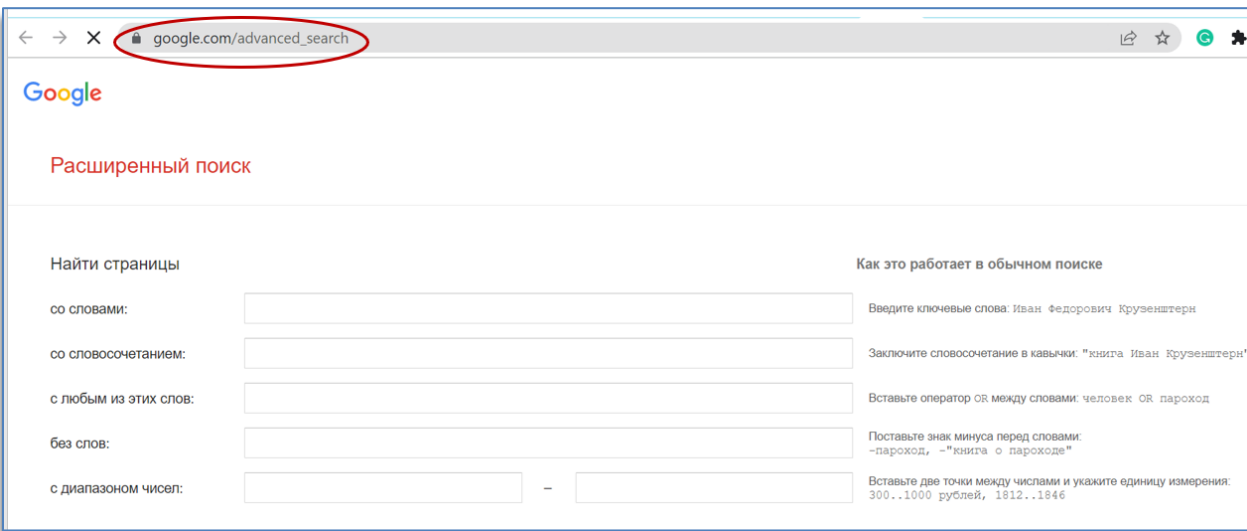 google.com/advanced_search
Google
Расширенный поиск
Найти страницы
Как это работает в обычном поиске
со словами:
Введите ключевые слова: Иван Федорович Крузенштерн
со словосочетанием:
Заключите словосочетание в кавычки: "книга Иван Крузенштерн"
с любым из этих слов:
Вставьте оператор OR между словами: человек OR пароход
без слов:
Поставьте знак минуса перед словами:
-пароход, -"книга о пароходе"
с диапазоном чисел:
–
Вставьте две точки между числами и укажите единицу измерения:
300..1000 рублей, 1812..1846